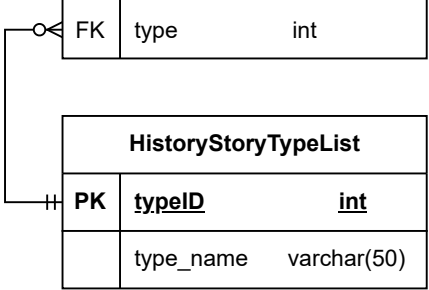 FK type int
HistoryStoryTypeList
PK typeID int
type_name varchar(50)